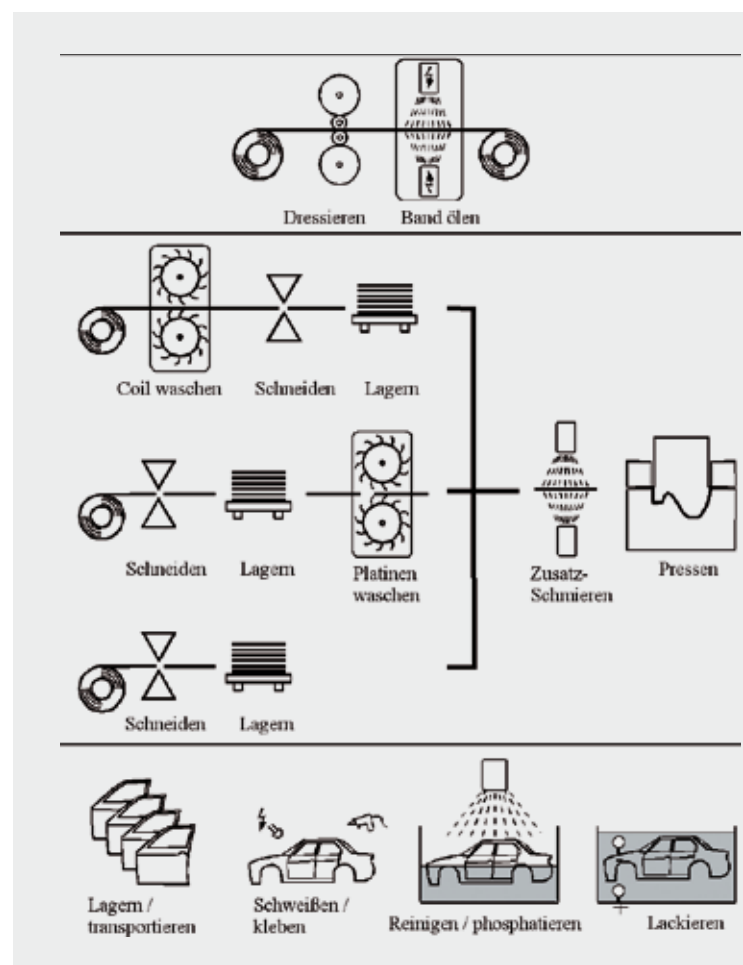 Dressieren Band ölen
Coil waschen Schneiden Lagern
Schneiden Lagern Platinen
waschen
Zusatz-
Schmieren
Pressen
Schneiden Lagern
Lagern /
transportieren
Schweißen /
kleben
Reinigen / phosphatieren
Lackieren